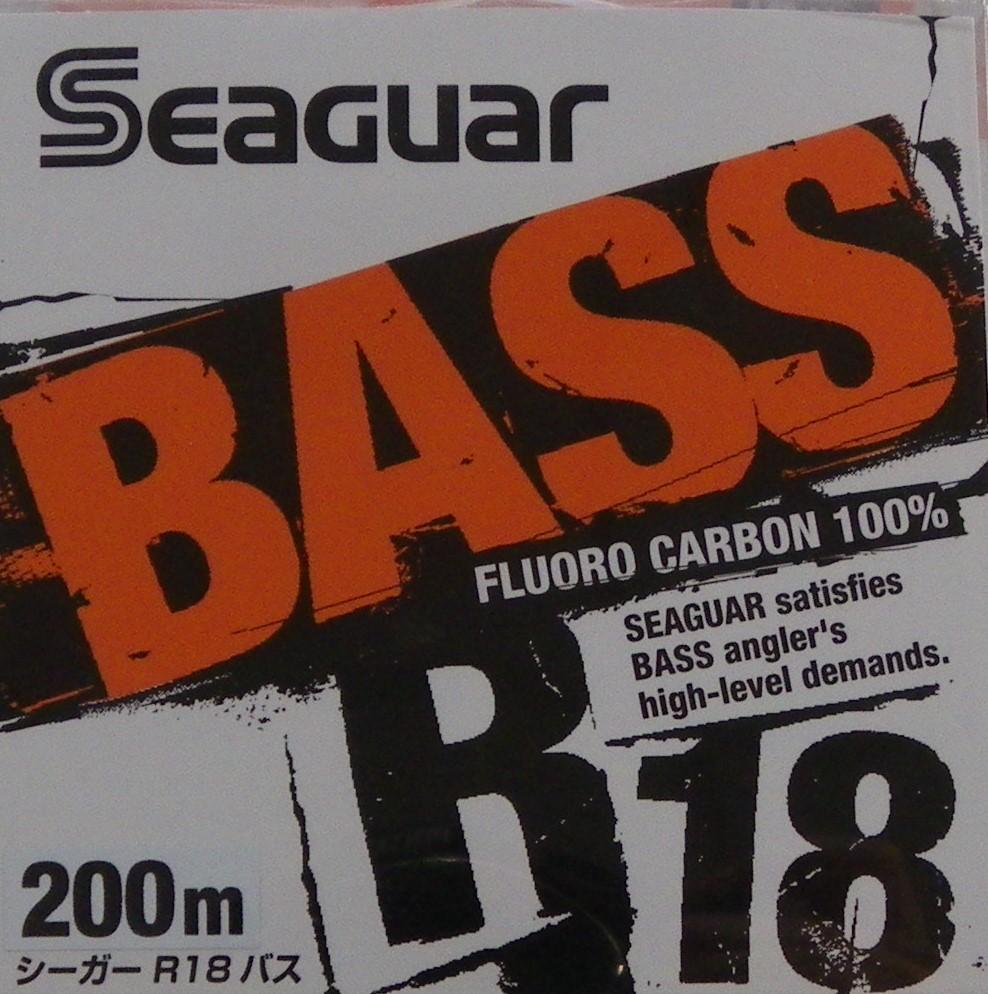 SEAGUAR
BASS
FLUORO CARBON 100%
SEAGUAR satisfies
BASS angler's
high-level demands.
R18
200m
シーガー R18 バス